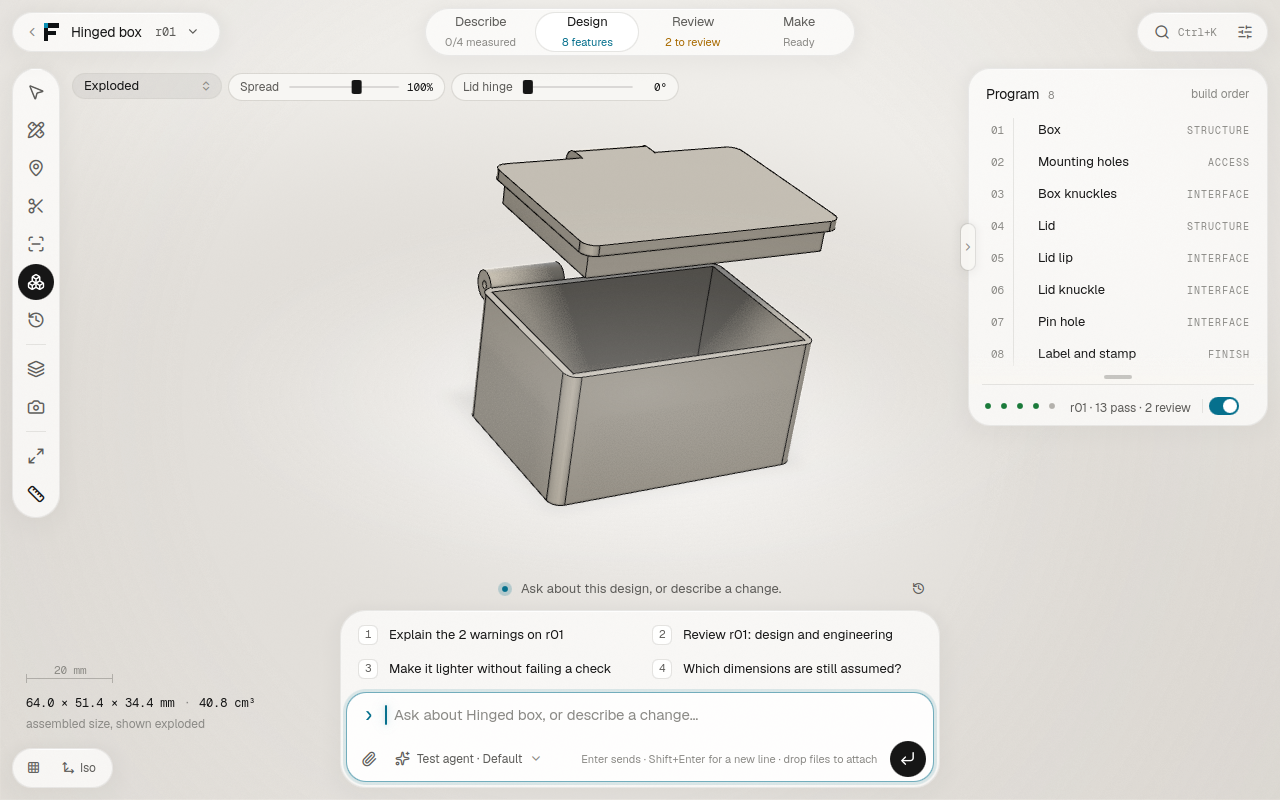 Hinged box r01
Describe
0/4 measured
Design
8 features
Review
2 to review
Make
Ready
Ctrl+K
Exploded
Spread 100%
Lid hinge 0°
Program 8 build order
01 Box STRUCTURE
02 Mounting holes ACCESS
03 Box knuckles INTERFACE
04 Lid STRUCTURE
05 Lid lip INTERFACE
06 Lid knuckle INTERFACE
07 Pin hole INTERFACE
08 Label and stamp FINISH
r01 · 13 pass · 2 review
Ask about this design, or describe a change.
1 Explain the 2 warnings on r01
2 Review r01: design and engineering
3 Make it lighter without failing a check
4 Which dimensions are still assumed?
Ask about Hinged box, or describe a change…
Test agent · Default
Enter sends · Shift+Enter for a new line · drop files to attach
20 mm
64.0 × 51.4 × 34.4 mm · 40.8 cm³
assembled size, shown exploded
Iso